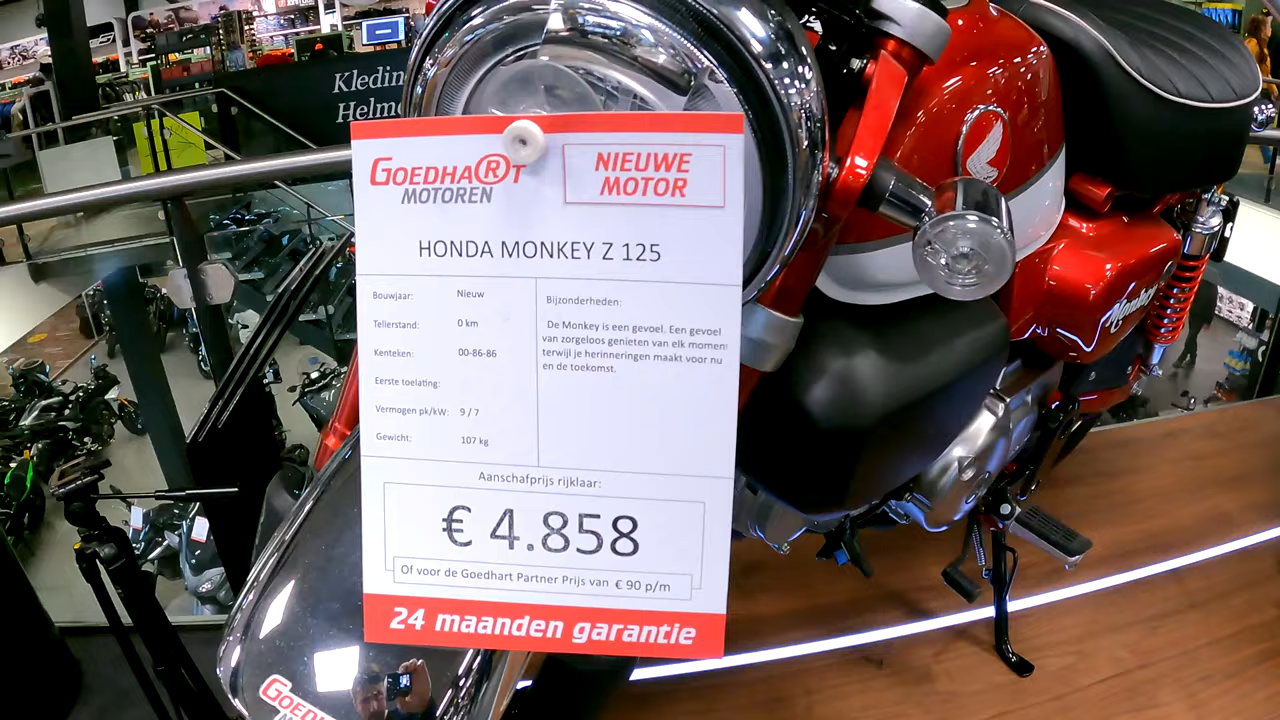 Kleding
Helme
GOEDHA®T
MOTOREN
NIEUWE
MOTOR
HONDA MONKEY Z 125
Bouwjaar: Nieuw
Tellerstand: 0 km
Kenteken: 00-86-86
Eerste toelating:
Vermogen pk/kW: 9 / 7
Gewicht: 107 kg
Bijzonderheden:
De Monkey is een gevoel. Een gevoel
van zorgeloos genieten van elk moment
terwijl je herinneringen maakt voor nu
en de toekomst.
Aanschafprijs rijklaar:
€ 4.858
Of voor de Goedhart Partner Prijs van € 90 p/m
24 maanden garantie
Monkey
GOED
MO